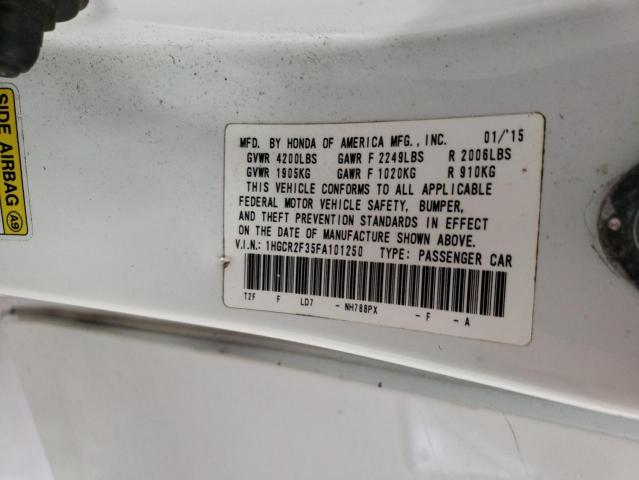 SIDE AIRBAG A9
MFD. BY HONDA OF AMERICA MFG., INC. 01/'15
GVWR 4200LBS GAWR F 2249LBS R 2006LBS
GVWR 1905KG GAWR F 1020KG R 910KG
THIS VEHICLE CONFORMS TO ALL APPLICABLE
FEDERAL MOTOR VEHICLE SAFETY, BUMPER,
AND THEFT PREVENTION STANDARDS IN EFFECT
ON THE DATE OF MANUFACTURE SHOWN ABOVE.
V.I.N.: 1HGCR2F35FA101250 TYPE: PASSENGER CAR
T2F F LD7 - NH788PX - F - A